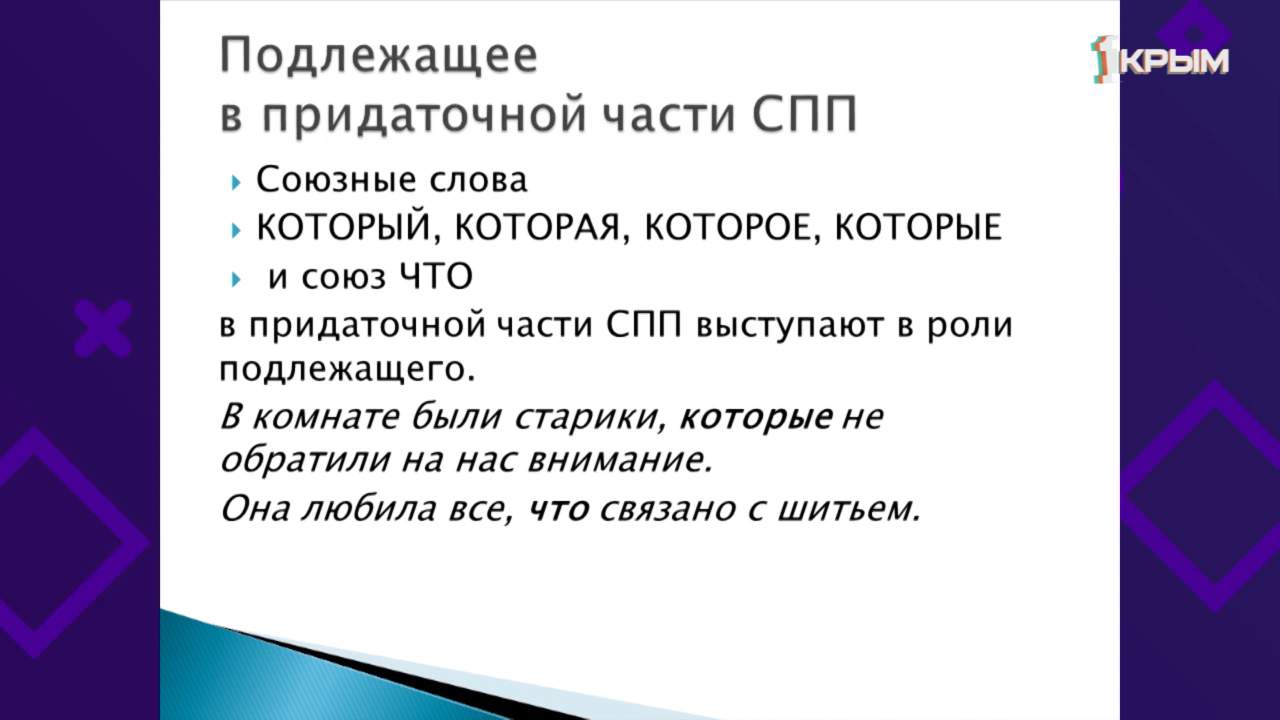 Подлежащее
в придаточной части СПП
1КРЫМ
Союзные слова
КОТОРЫЙ, КОТОРАЯ, КОТОРОЕ, КОТОРЫЕ
и союз ЧТО
в придаточной части СПП выступают в роли
подлежащего.
В комнате были старики, которые не
обратили на нас внимание.
Она любила все, что связано с шитьем.